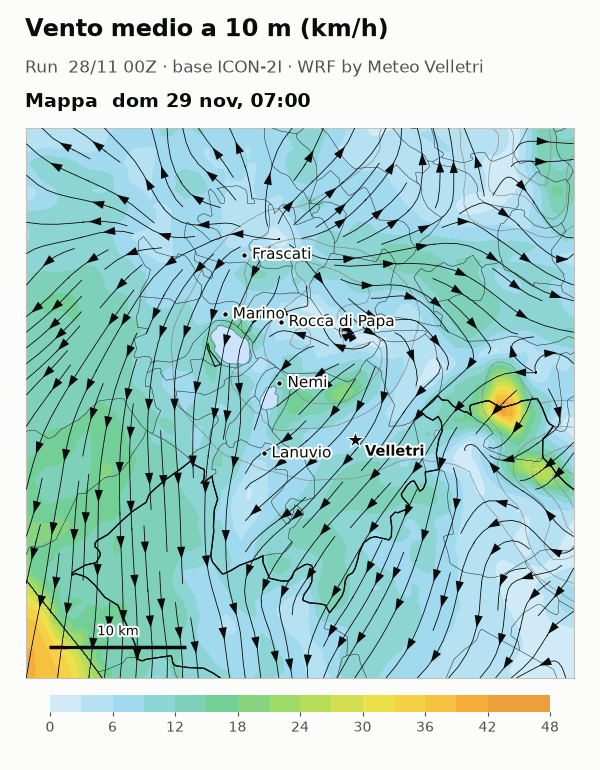 Vento medio a 10 m (km/h)
Run 28/11 00Z · base ICON-2I · WRF by Meteo Velletri
Mappa dom 29 nov, 07:00
Frascati
Marino
Rocca di Papa
Nemi
Velletri
Lanuvio
10 km
0 6 12 18 24 30 36 42 48